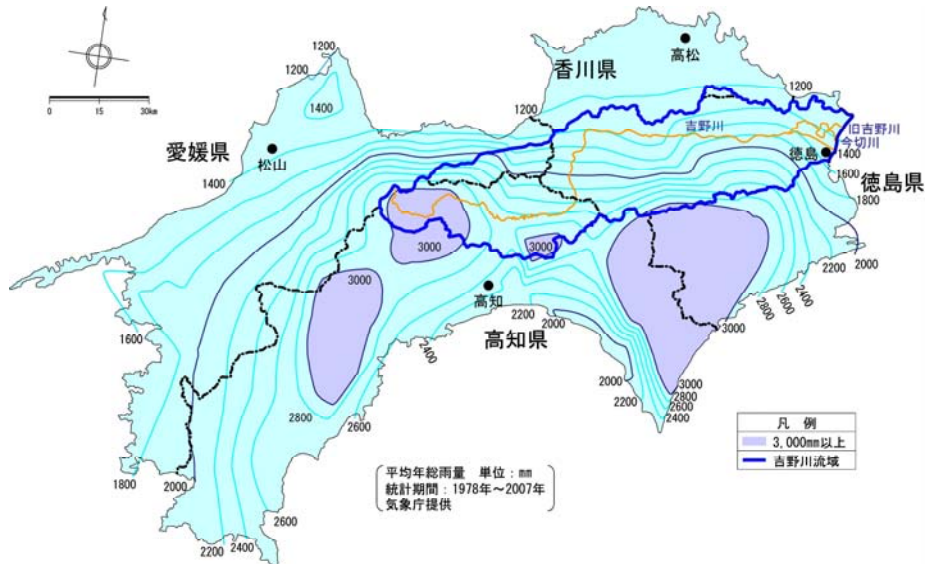 0 15 30km
1200
1200
1400
愛媛県
松山
1400
香川県
高松
1200
1200
吉野川
旧吉野川
今切川
徳島
1400
1600
徳島県
1800
3000
3000
3000
2000
2200
2400
2600
2800
3000
高知
高知県
2200
2000
2400
1600
2000
2200
3000
2800
2600
2400
2800
2600
1800
2000
2600
2200
2400
凡 例
3,000mm以上
吉野川流域
平均年総雨量 単位:mm
統計期間:1978年~2007年
気象庁提供